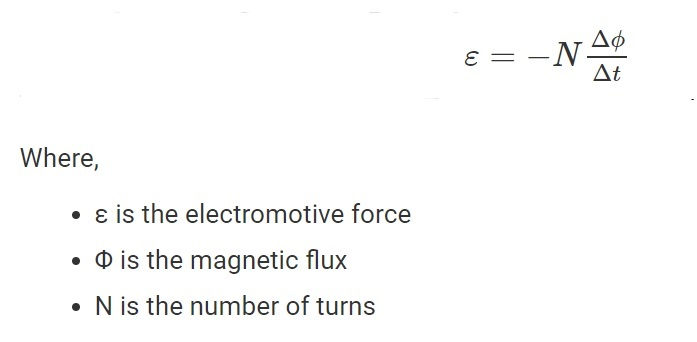 ε = −N Δϕ/Δt
Where,
• ε is the electromotive force
• Φ is the magnetic flux
• N is the number of turns